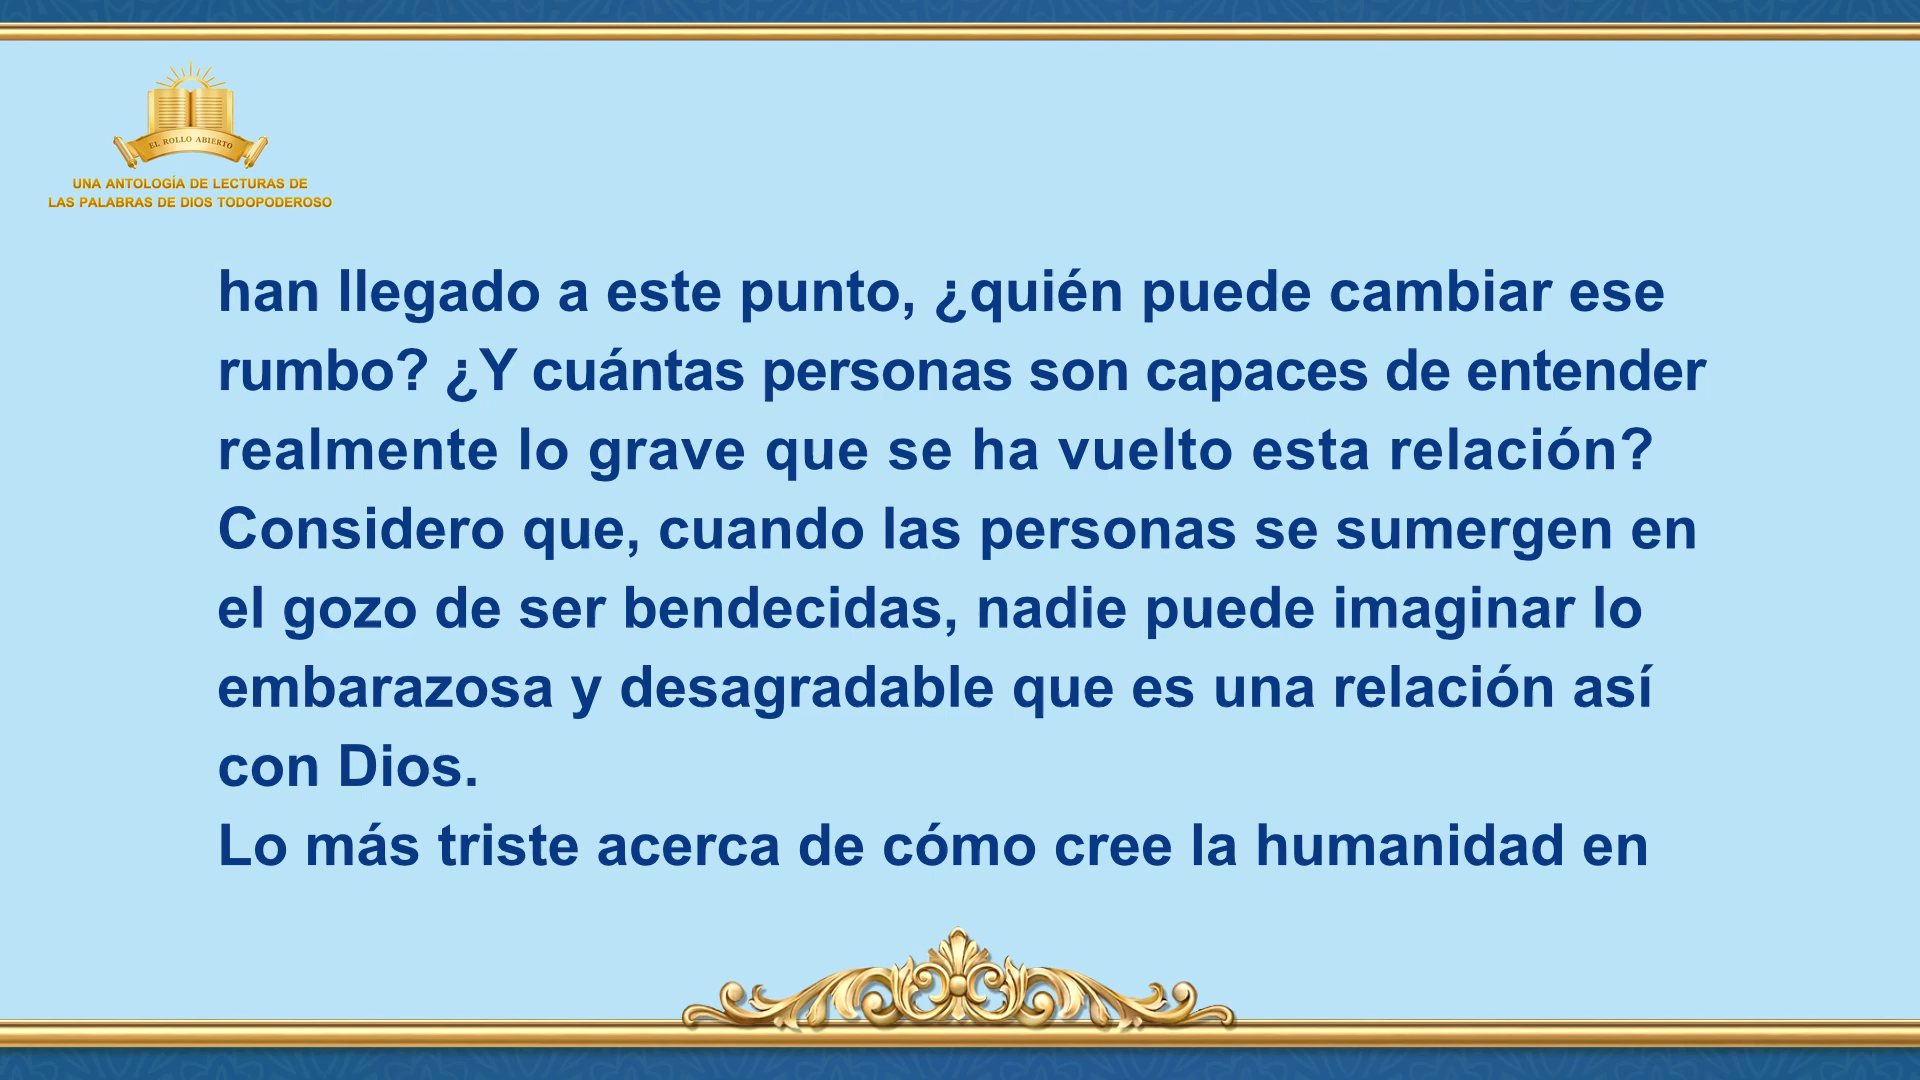 EL ROLLO ABIERTO
UNA ANTOLOGÍA DE LECTURAS DE
LAS PALABRAS DE DIOS TODOPODEROSO
han llegado a este punto, ¿quién puede cambiar ese
rumbo? ¿Y cuántas personas son capaces de entender
realmente lo grave que se ha vuelto esta relación?
Considero que, cuando las personas se sumergen en
el gozo de ser bendecidas, nadie puede imaginar lo
embarazosa y desagradable que es una relación así
con Dios.
Lo más triste acerca de cómo cree la humanidad en